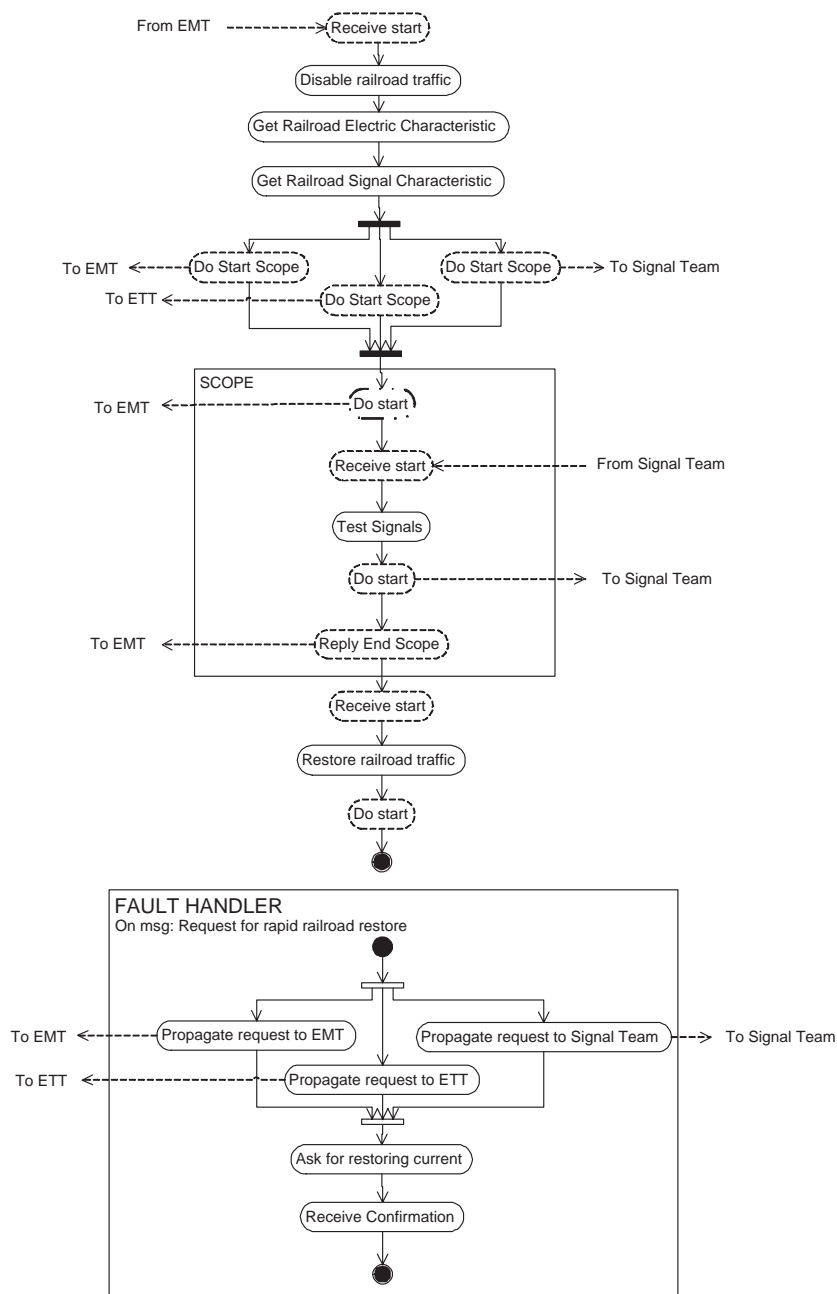 From EMT
Receive start
Disable railroad traffic
Get Railroad Electric Characteristic
Get Railroad Signal Characteristic
To EMT
Do Start Scope
Do Start Scope
To Signal Team
To ETT
Do Start Scope
SCOPE
To EMT
Do start
Receive start
From Signal Team
Test Signals
Do start
To Signal Team
To EMT
Reply End Scope
Receive start
Restore railroad traffic
Do start
FAULT HANDLER
On msg: Request for rapid railroad restore
To EMT
Propagate request to EMT
Propagate request to Signal Team
To Signal Team
To ETT
Propagate request to ETT
Ask for restoring current
Receive Confirmation